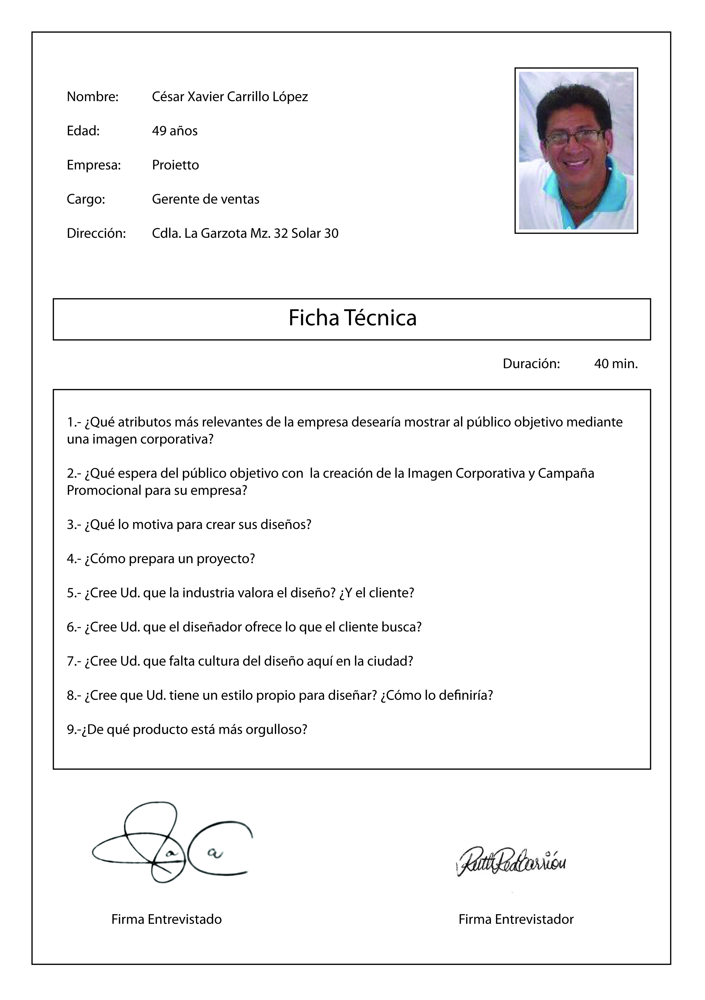 Nombre: César Xavier Carrillo López
Edad: 49 años
Empresa: Proietto
Cargo: Gerente de ventas
Dirección: Cdla. La Garzota Mz. 32 Solar 30
Ficha Técnica
Duración: 40 min.
1.- ¿Qué atributos más relevantes de la empresa desearía mostrar al público objetivo mediante
una imagen corporativa?
2.- ¿Qué espera del público objetivo con  la creación de la Imagen Corporativa y Campaña
Promocional para su empresa?
3.- ¿Qué lo motiva para crear sus diseños?
4.- ¿Cómo prepara un proyecto?
5.- ¿Cree Ud. que la industria valora el diseño? ¿Y el cliente?
6.- ¿Cree Ud. que el diseñador ofrece lo que el cliente busca?
7.- ¿Cree Ud. que falta cultura del diseño aquí en la ciudad?
8.- ¿Cree que Ud. tiene un estilo propio para diseñar? ¿Cómo lo definiría?
9.-¿De qué producto está más orgulloso?
Ruth
Carrión
Firma Entrevistado Firma Entrevistador